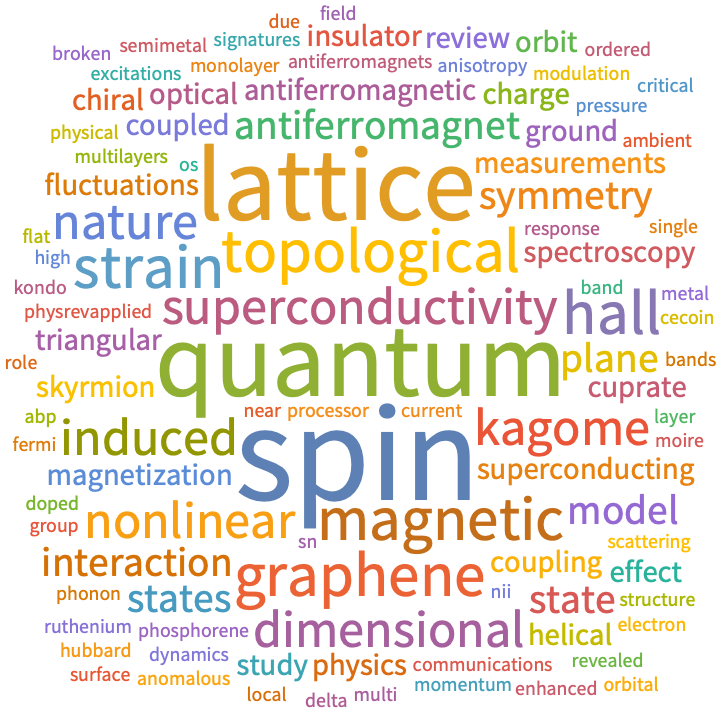 due field
broken semimetal signatures insulator review orbit ordered
excitations monolayer antiferromagnets anisotropy modulation
chiral optical antiferromagnetic charge critical
pressure
physical coupled antiferromagnet ground ambient
multilayers os lattice measurements
fluctuations symmetry
nature response single
flat topological spectroscopy
high strain
kondo band metal
physrevapplied superconductivity hall cecoin
triangular
role quantum plane bands
skyrmion cuprate
abp near processor current layer
fermi induced spin kagome moire
magnetization superconducting
doped
group nonlinear magnetic model
sn scattering
interaction graphene coupling effect
phonon states nii state structure
ruthenium phosphorene dimensional helical electron
hubbard dynamics study physics communications revealed
surface anomalous momentum enhanced orbital
local delta multi